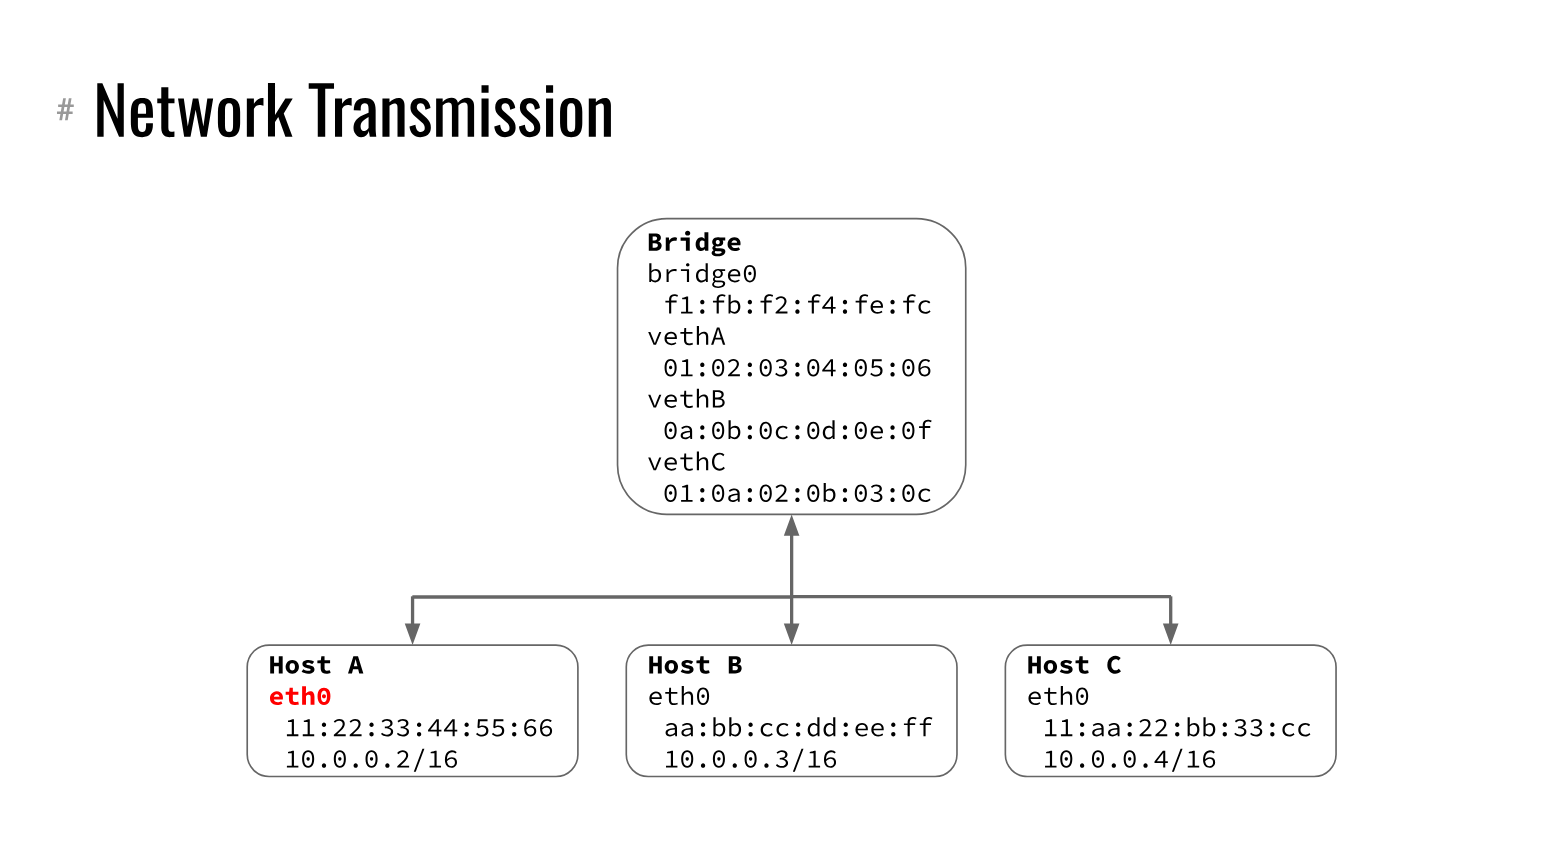 # Network Transmission
Bridge
bridge0
f1:fb:f2:f4:fe:fc
vethA
01:02:03:04:05:06
vethB
0a:0b:0c:0d:0e:0f
vethC
01:0a:02:0b:03:0c
Host A
eth0
11:22:33:44:55:66
10.0.0.2/16
Host B
eth0
aa:bb:cc:dd:ee:ff
10.0.0.3/16
Host C
eth0
11:aa:22:bb:33:cc
10.0.0.4/16